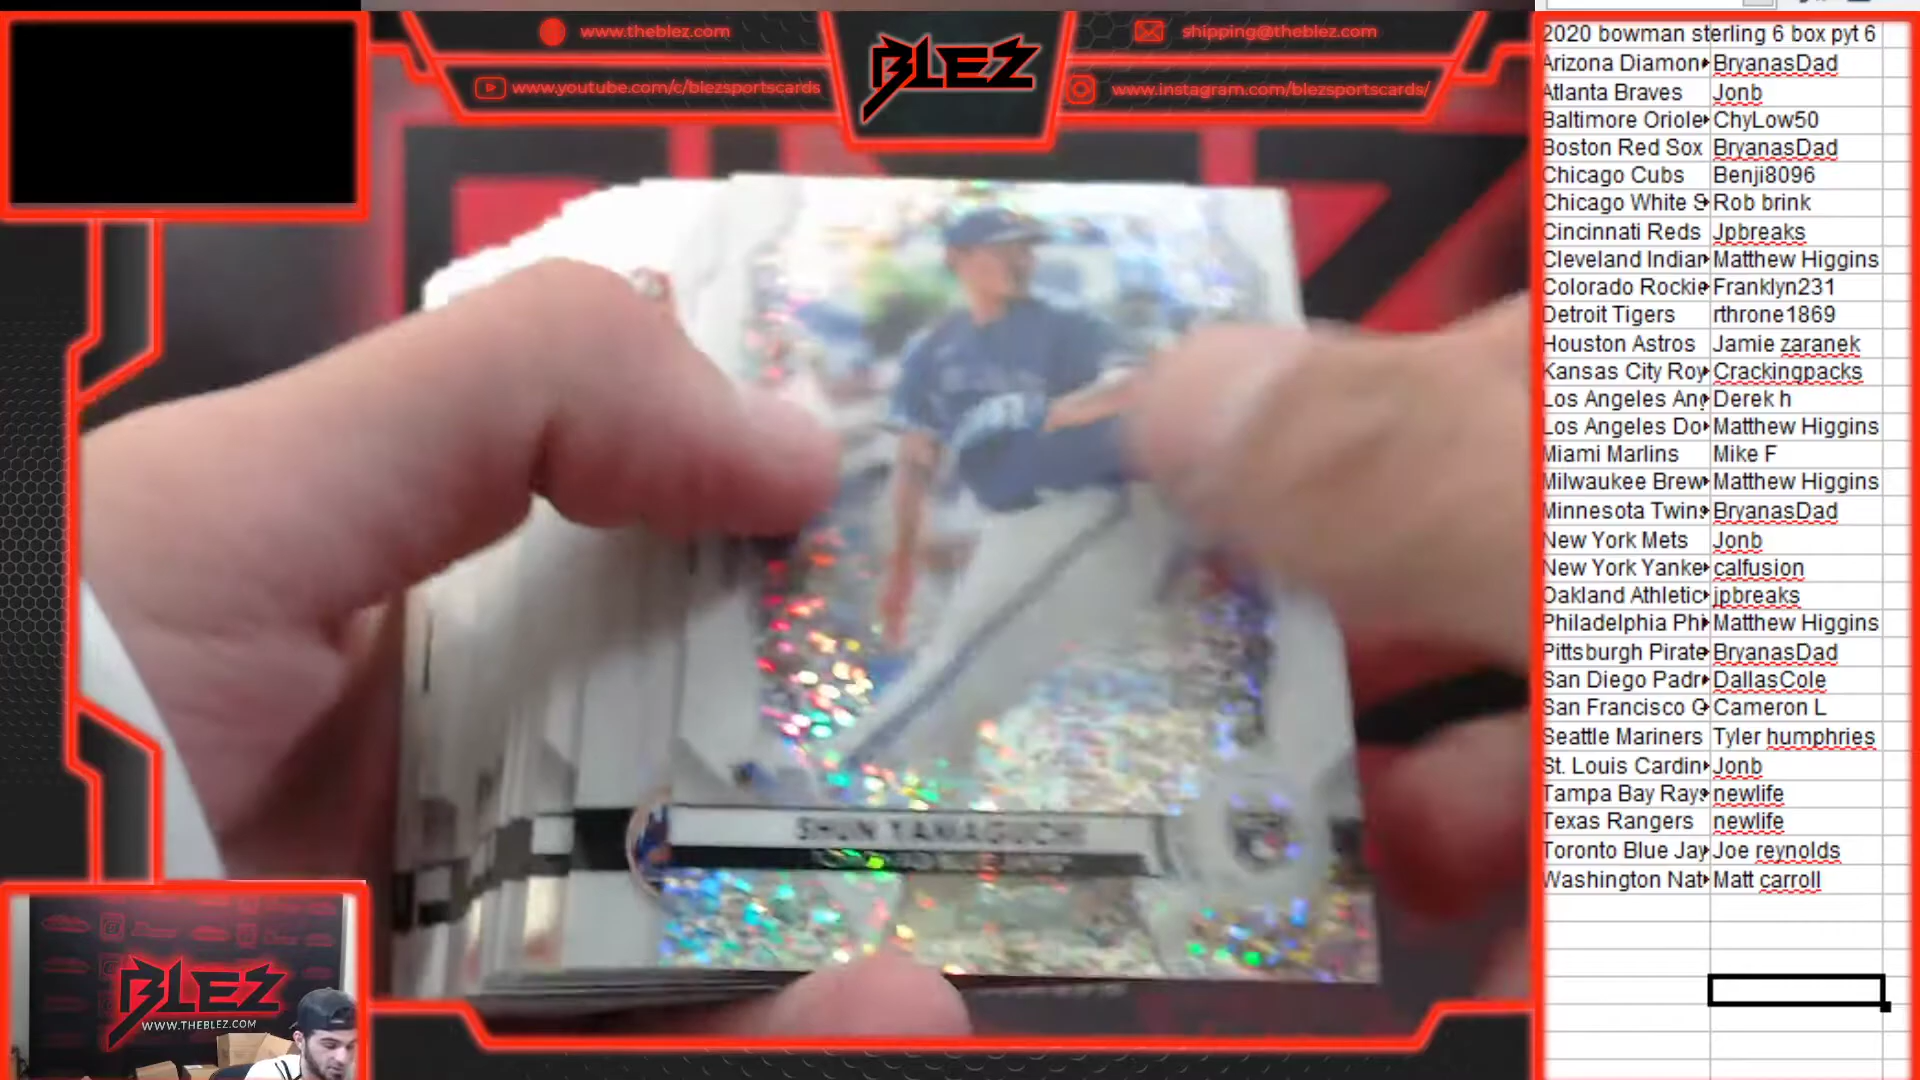 www.theblez.com
www.youtube.com/c/blezsportscards
BLEZ
shipping@theblez.com
www.instagram.com/blezsportscards/
SHUN YAMAGUCHI
BLEZ
WWW.THEBLEZ.COM
2020 bowman sterling 6 box pyt 6
Arizona Diamon BryanasDad
Atlanta Braves Jonb
Baltimore Oriole ChyLow50
Boston Red Sox BryanasDad
Chicago Cubs Benji8096
Chicago White S Rob brink
Cincinnati Reds Jpbreaks
Cleveland Indian Matthew Higgins
Colorado Rockie Franklyn231
Detroit Tigers rthrone1869
Houston Astros Jamie zaranek
Kansas City Roy Crackingpacks
Los Angeles Ang Derek h
Los Angeles Do Matthew Higgins
Miami Marlins Mike F
Milwaukee Brew Matthew Higgins
Minnesota Twins BryanasDad
New York Mets Jonb
New York Yanke calfusion
Oakland Athletic jpbreaks
Philadelphia Phi Matthew Higgins
Pittsburgh Pirate BryanasDad
San Diego Padr DallasCole
San Francisco G Cameron L
Seattle Mariners Tyler humphries
St. Louis Cardin Jonb
Tampa Bay Rays newlife
Texas Rangers newlife
Toronto Blue Jay Joe reynolds
Washington Nat Matt carroll